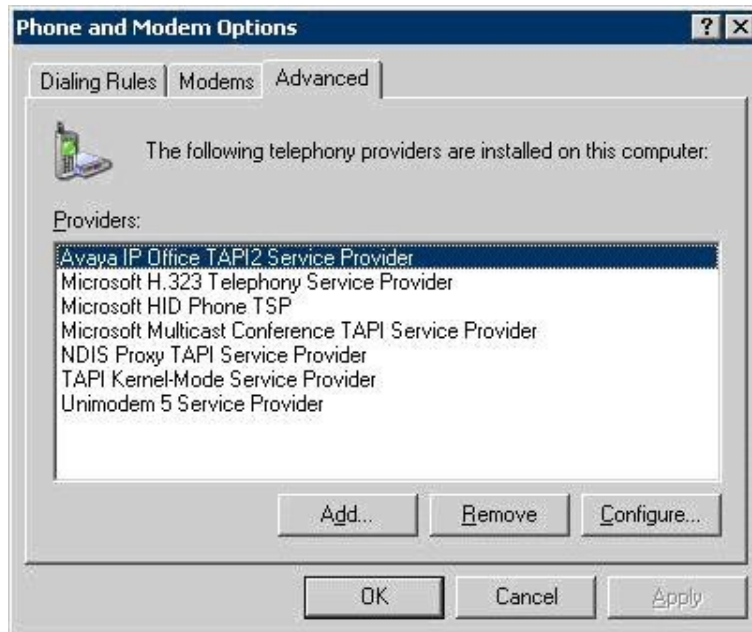 Phone and Modem Options
Dialing Rules Modems Advanced
The following telephony providers are installed on this computer:
Providers:
Avaya IP Office TAPI2 Service Provider
Microsoft H.323 Telephony Service Provider
Microsoft HID Phone TSP
Microsoft Multicast Conference TAPI Service Provider
NDIS Proxy TAPI Service Provider
TAPI Kernel-Mode Service Provider
Unimodem 5 Service Provider
Add... Remove Configure...
OK Cancel Apply